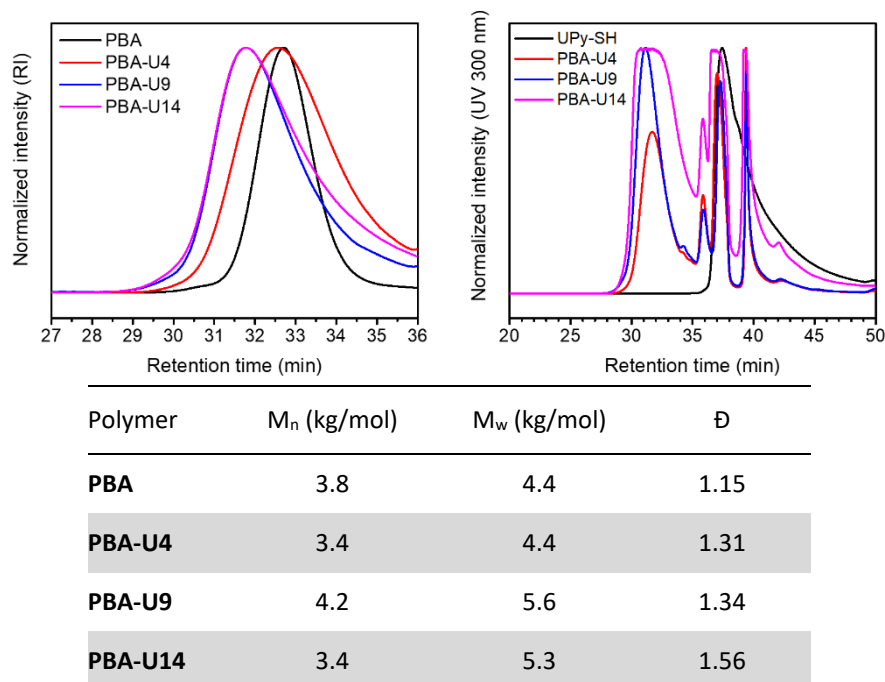 Normalized intensity (RI)
PBA
PBA-U4
PBA-U9
PBA-U14
27 28 29 30 31 32 33 34 35 36
Retention time (min)
Normalized intensity (UV 300 nm)
UPy-SH
PBA-U4
PBA-U9
PBA-U14
20 25 30 35 40 45 50
Retention time (min)
Polymer Mn (kg/mol) Mw (kg/mol) Đ
PBA 3.8 4.4 1.15
PBA-U4 3.4 4.4 1.31
PBA-U9 4.2 5.6 1.34
PBA-U14 3.4 5.3 1.56